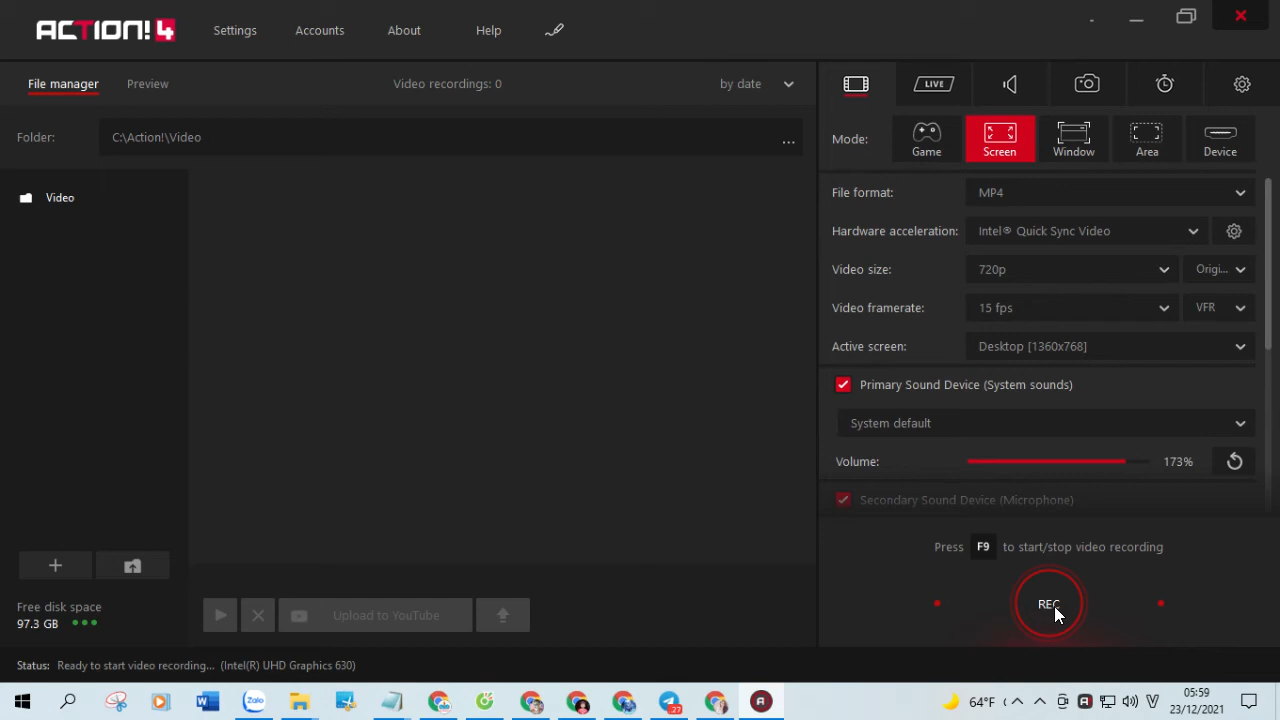 ACTION! 4
Settings
Accounts
About
Help
File manager
Preview
Video recordings: 0
by date
LIVE
Folder:
C:\Action!\Video
...
Mode:
Game
Screen
Window
Area
Device
Video
File format:
MP4
Hardware acceleration:
Intel® Quick Sync Video
Video size:
720p
Origi...
Video framerate:
15 fps
VFR
Active screen:
Desktop [1360x768]
Primary Sound Device (System sounds)
System default
Volume:
173%
Secondary Sound Device (Microphone)
Press F9 to start/stop video recording
REC
Free disk space
97.3 GB
Upload to YouTube
Status: Ready to start video recording... (Intel(R) UHD Graphics 630)
Zalo
27
64°F
V
05:59
23/12/2021